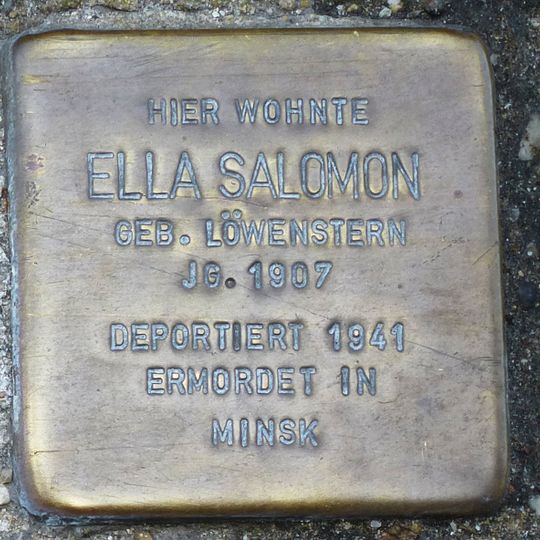 HIER WOHNTE
ELLA SALOMON
GEB. LÖWENSTERN
JG. 1907
DEPORTIERT 1941
ERMORDET IN
MINSK